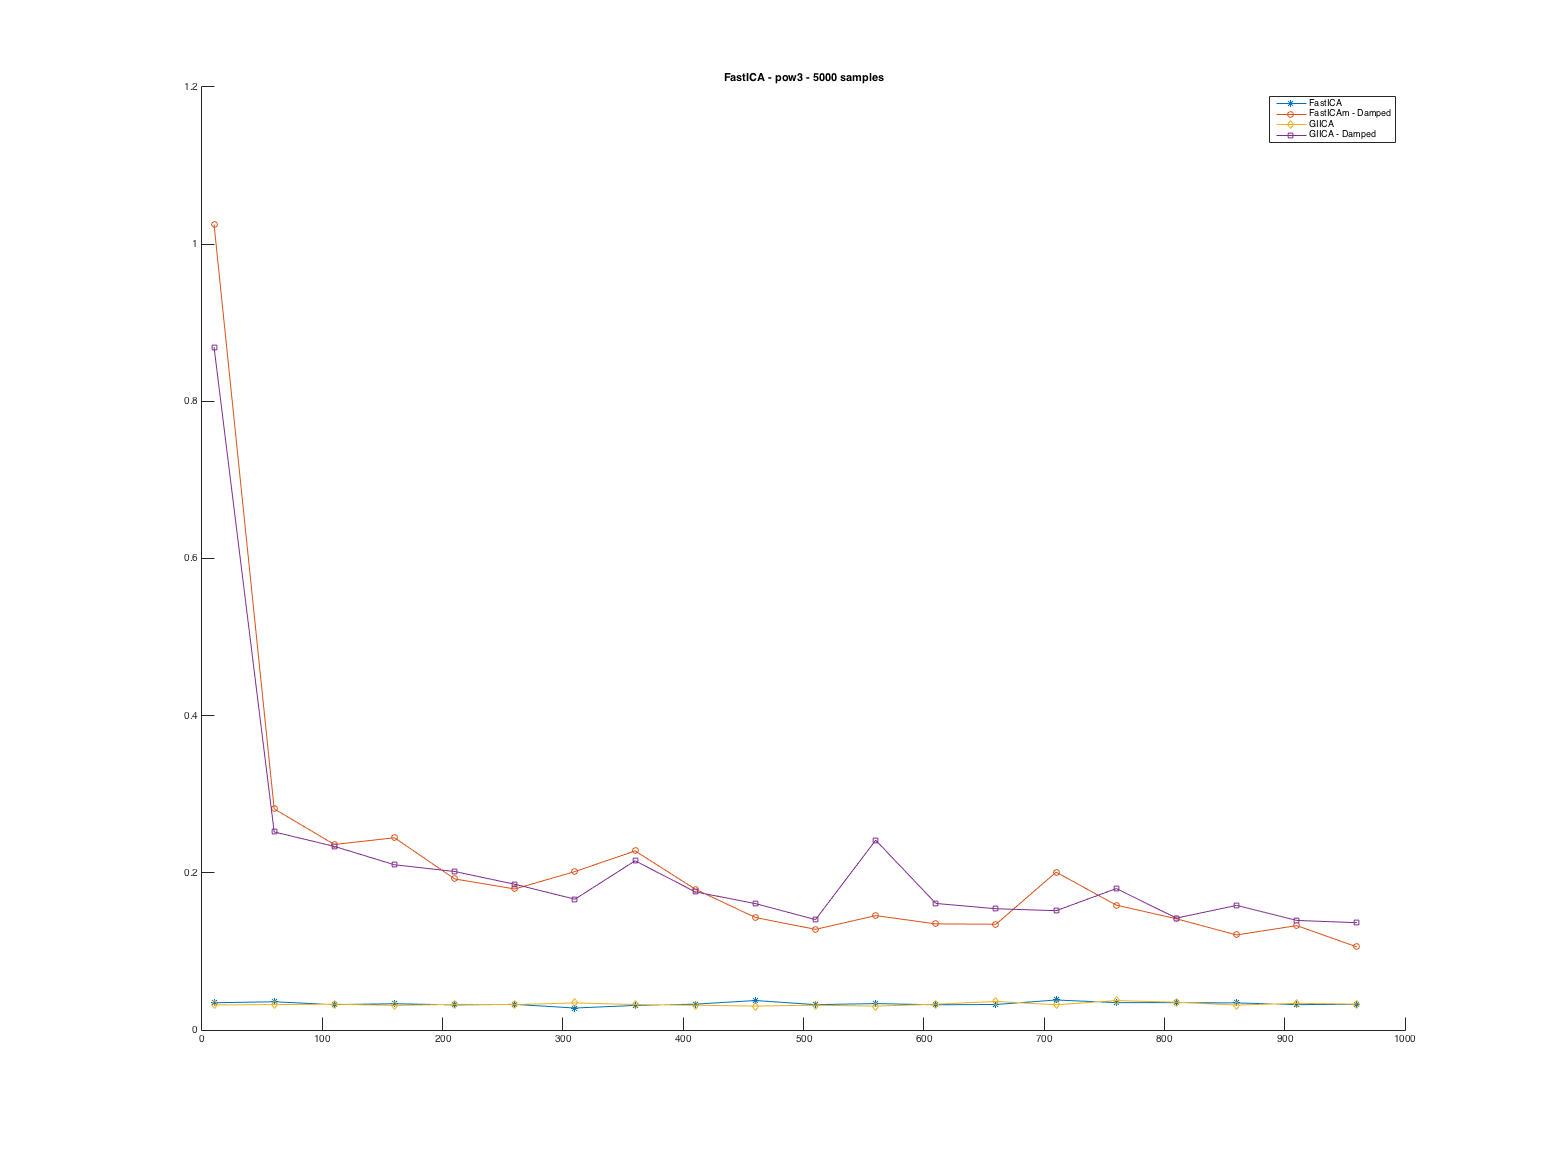 FastICA - pow3 - 5000 samples
1.2
FastICA
FastICAm - Damped
GIICA
GIICA - Damped
1
0.8
0.6
0.4
0.2
0
0 100 200 300 400 500 600 700 800 900 1000